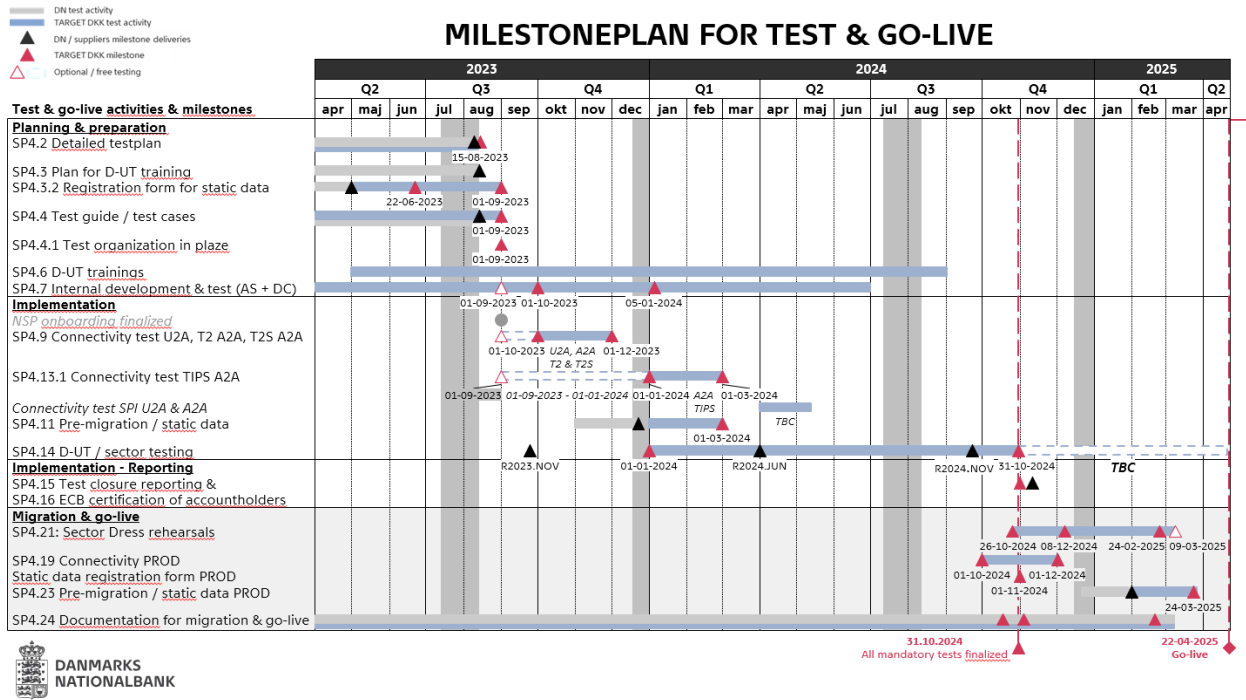 DN test activity
TARGET DKK test activity
DN / suppliers milestone deliveries
TARGET DKK milestone
Optional / free testing
MILESTONEPLAN FOR TEST & GO-LIVE
2023 2024 2025
Q2 Q3 Q4 Q1 Q2 Q3 Q4 Q1 Q2
Test & go-live activities & milestones apr maj jun jul aug sep okt nov dec jan feb mar apr maj jun jul aug sep okt nov dec jan feb mar apr
Planning & preparation
SP4.2 Detailed testplan
15-08-2023
SP4.3 Plan for D-UT training
SP4.3.2 Registration form for static data
22-06-2023 01-09-2023
SP4.4 Test guide / test cases
01-09-2023
SP4.4.1 Test organization in plaze
01-09-2023
SP4.6 D-UT trainings
SP4.7 Internal development & test (AS + DC)
01-09-2023 01-10-2023 05-01-2024
Implementation
NSP onboarding finalized
SP4.9 Connectivity test U2A, T2 A2A, T2S A2A
01-10-2023 U2A, A2A 01-12-2023
T2 & T2S
SP4.13.1 Connectivity test TIPS A2A
01-09-2023 01-09-2023 - 01-01-2024 01-01-2024 A2A 01-03-2024
TIPS
Connectivity test SPI U2A & A2A
TBC
SP4.11 Pre-migration / static data
01-03-2024
SP4.14 D-UT / sector testing
R2023.NOV 01-01-2024 R2024.JUN R2024.NOV 31-10-2024 TBC
Implementation - Reporting
SP4.15 Test closure reporting &
SP4.16 ECB certification of accountholders
Migration & go-live
SP4.21: Sector Dress rehearsals
26-10-2024 08-12-2024 24-02-2025 09-03-2025
SP4.19 Connectivity PROD
01-10-2024 01-12-2024
Static data registration form PROD
01-11-2024
SP4.23 Pre-migration / static data PROD
24-03-2025
SP4.24 Documentation for migration & go-live
31.10.2024
All mandatory tests finalized
22-04-2025
Go-live
DANMARKS
NATIONALBANK